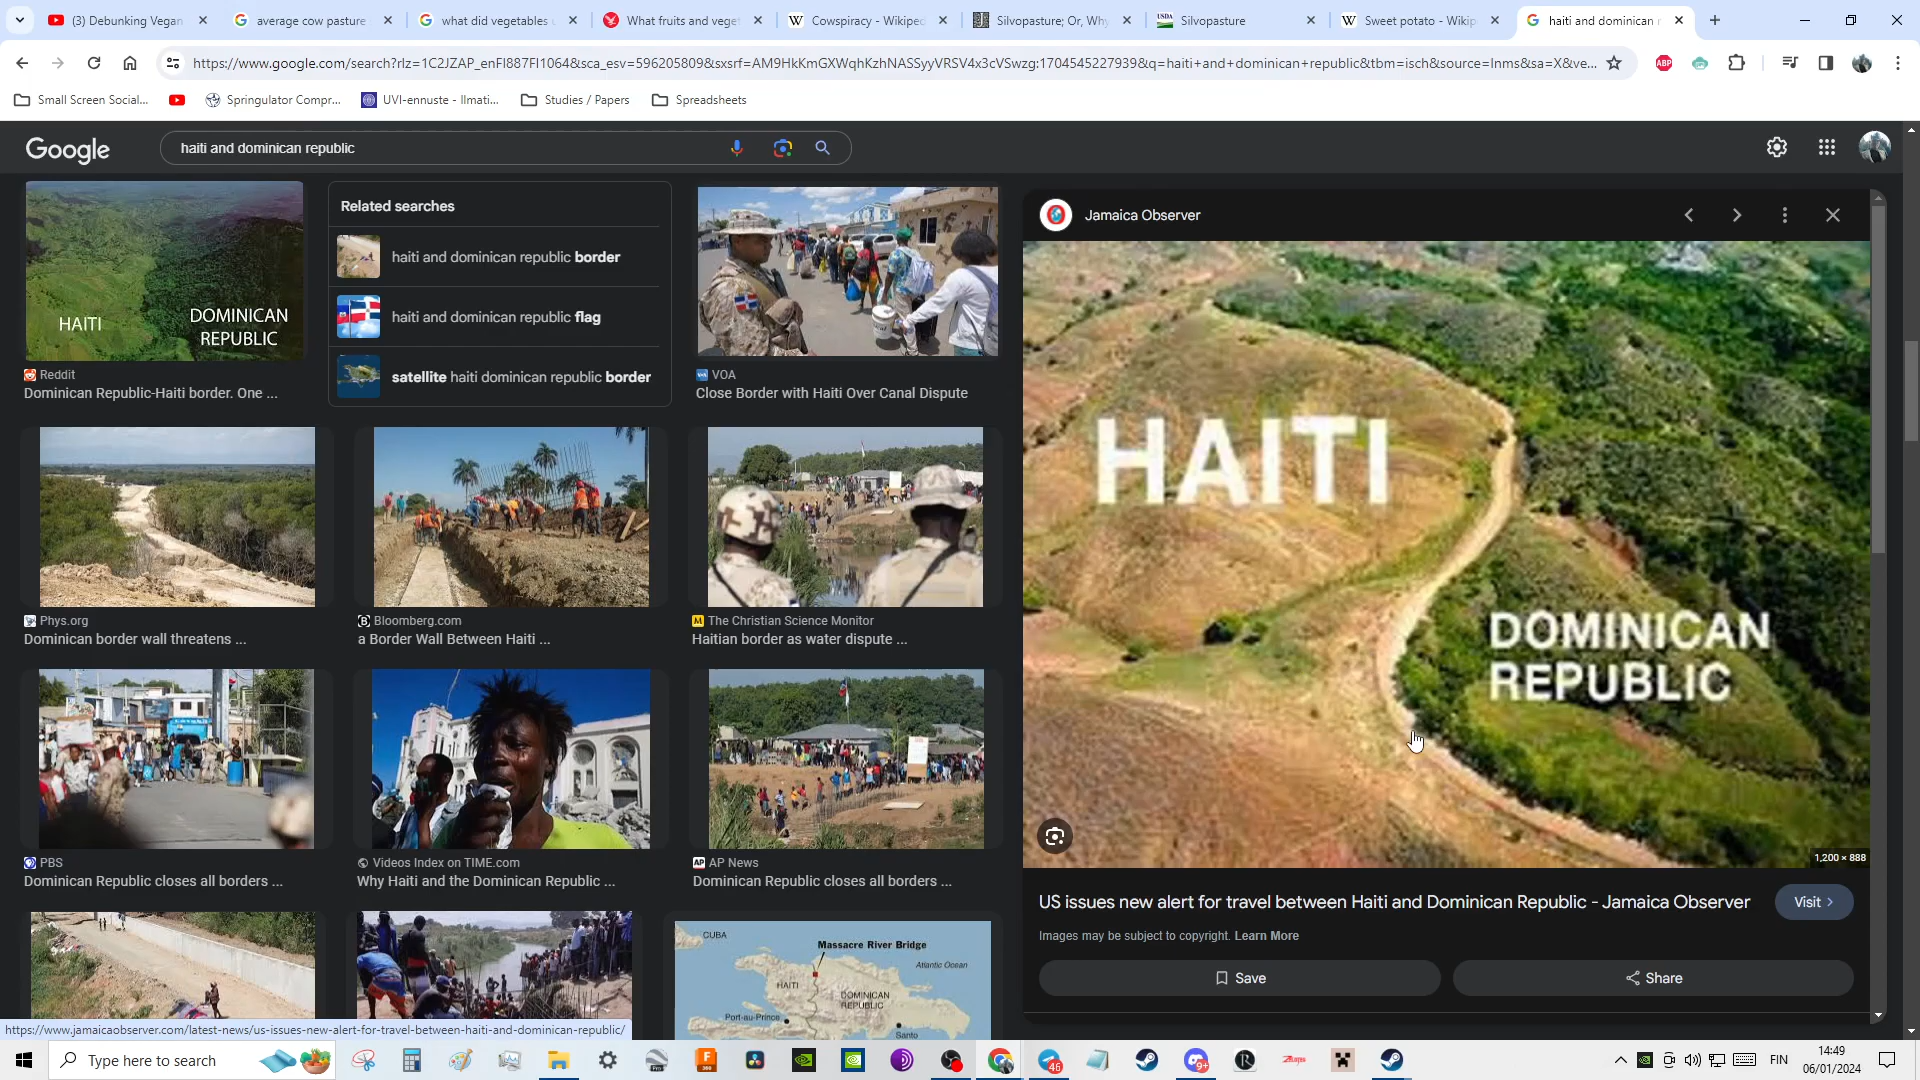 (3) Debunking Vegan
average cow pasture
what did vegetables
What fruits and veget
Cowspiracy - Wikiped
Silvopasture; Or, Why
Silvopasture
Sweet potato - Wikip
haiti and dominican r
https://www.google.com/search?rlz=1C2JZAP_enFI887FI1064&sca_esv=596205809&sxsrf=AM9HkKmGXWqhKzhNASSyyVRSV4x3cVSwzg:1704545227939&q=haiti+and+dominican+republic&tbm=isch&source=lnms&sa=X&ve...
Small Screen Social...
Springulator Compr...
UVI-ennuste - Ilmati...
Studies / Papers
Spreadsheets
Google
haiti and dominican republic
HAITI
DOMINICAN
REPUBLIC
Reddit
Dominican Republic-Haiti border. One ...
Related searches
haiti and dominican republic border
haiti and dominican republic flag
satellite haiti dominican republic border
VOA
Close Border with Haiti Over Canal Dispute
Phys.org
Dominican border wall threatens ...
Bloomberg.com
a Border Wall Between Haiti ...
The Christian Science Monitor
Haitian border as water dispute ...
PBS
Dominican Republic closes all borders ...
Videos Index on TIME.com
Why Haiti and the Dominican Republic ...
AP News
Dominican Republic closes all borders ...
CUBA
Massacre River Bridge
Atlantic Ocean
HAITI
DOMINICAN
REPUBLIC
Port-au-Prince
Santo
Jamaica Observer
HAITI
DOMINICAN
REPUBLIC
1,200 × 888
US issues new alert for travel between Haiti and Dominican Republic - Jamaica Observer
Visit
Images may be subject to copyright. Learn More
Save
Share
https://www.jamaicaobserver.com/latest-news/us-issues-new-alert-for-travel-between-haiti-and-dominican-republic/
Type here to search
46
9+
FIN
14:49
06/01/2024